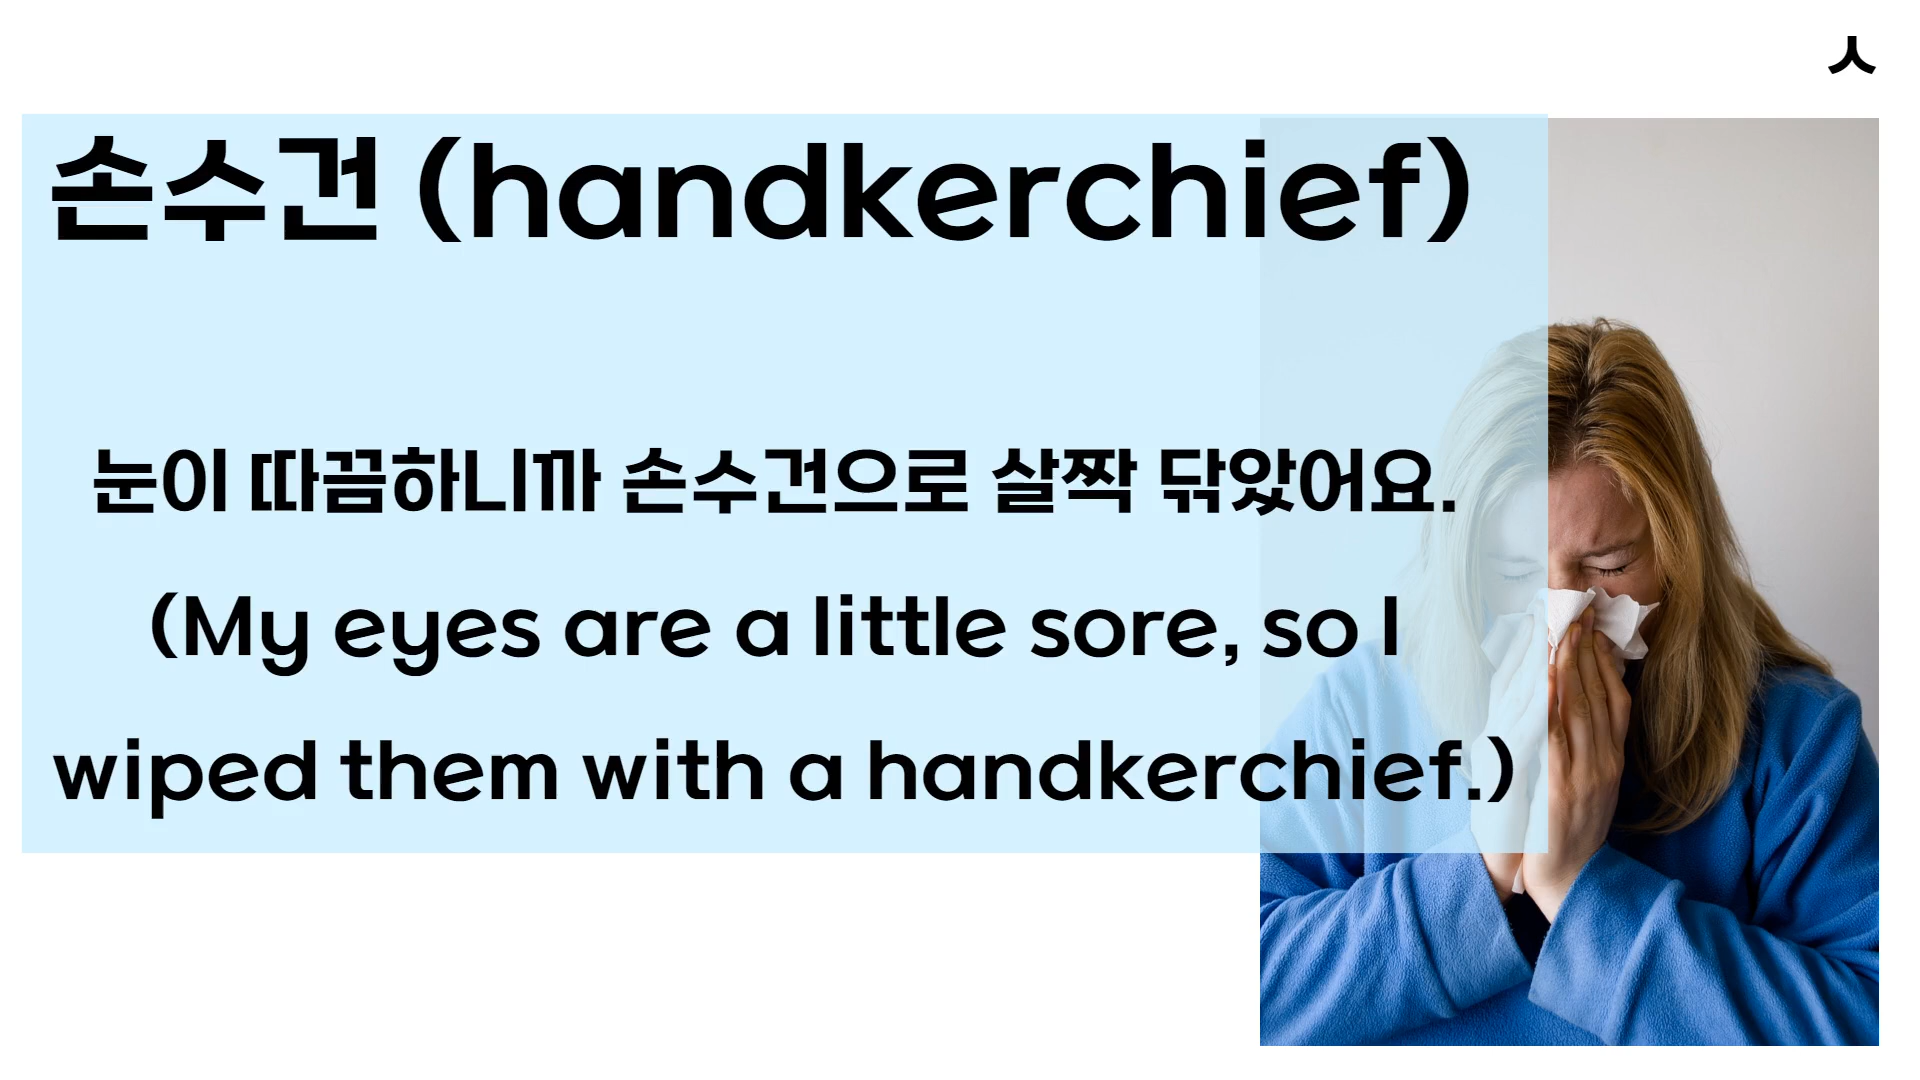 ㅅ
손수건 (handkerchief)
눈이 따끔하니까 손수건으로 살짝 닦았어요.
(My eyes are a little sore, so I
wiped them with a handkerchief.)